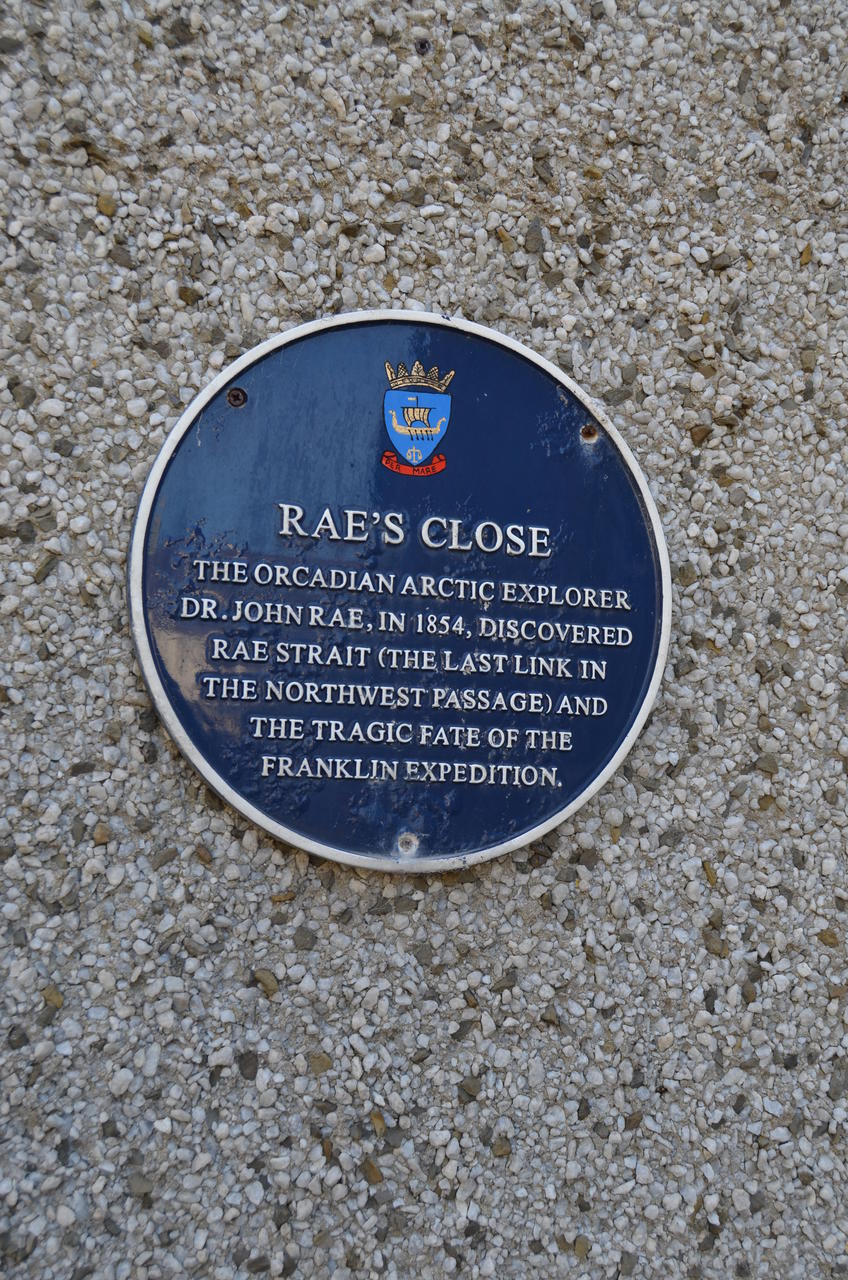 PER MARE
RAE'S CLOSE
THE ORCADIAN ARCTIC EXPLORER
DR. JOHN RAE, IN 1854, DISCOVERED
RAE STRAIT (THE LAST LINK IN
THE NORTHWEST PASSAGE) AND
THE TRAGIC FATE OF THE
FRANKLIN EXPEDITION.